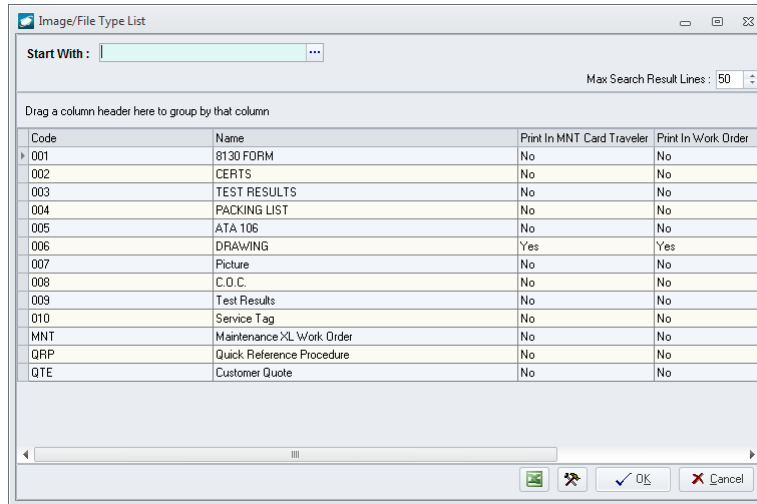 Image/File Type List
Start With :
Max Search Result Lines : 50
Drag a column header here to group by that column
Code Name Print In MNT Card Traveler Print In Work Order
001 8130 FORM No No
002 CERTS No No
003 TEST RESULTS No No
004 PACKING LIST No No
005 ATA 106 No No
006 DRAWING Yes Yes
007 Picture No No
008 C.O.C. No No
009 Test Results No No
010 Service Tag No No
MNT Maintenance XL Work Order No No
QRP Quick Reference Procedure No No
QTE Customer Quote No No
OK Cancel